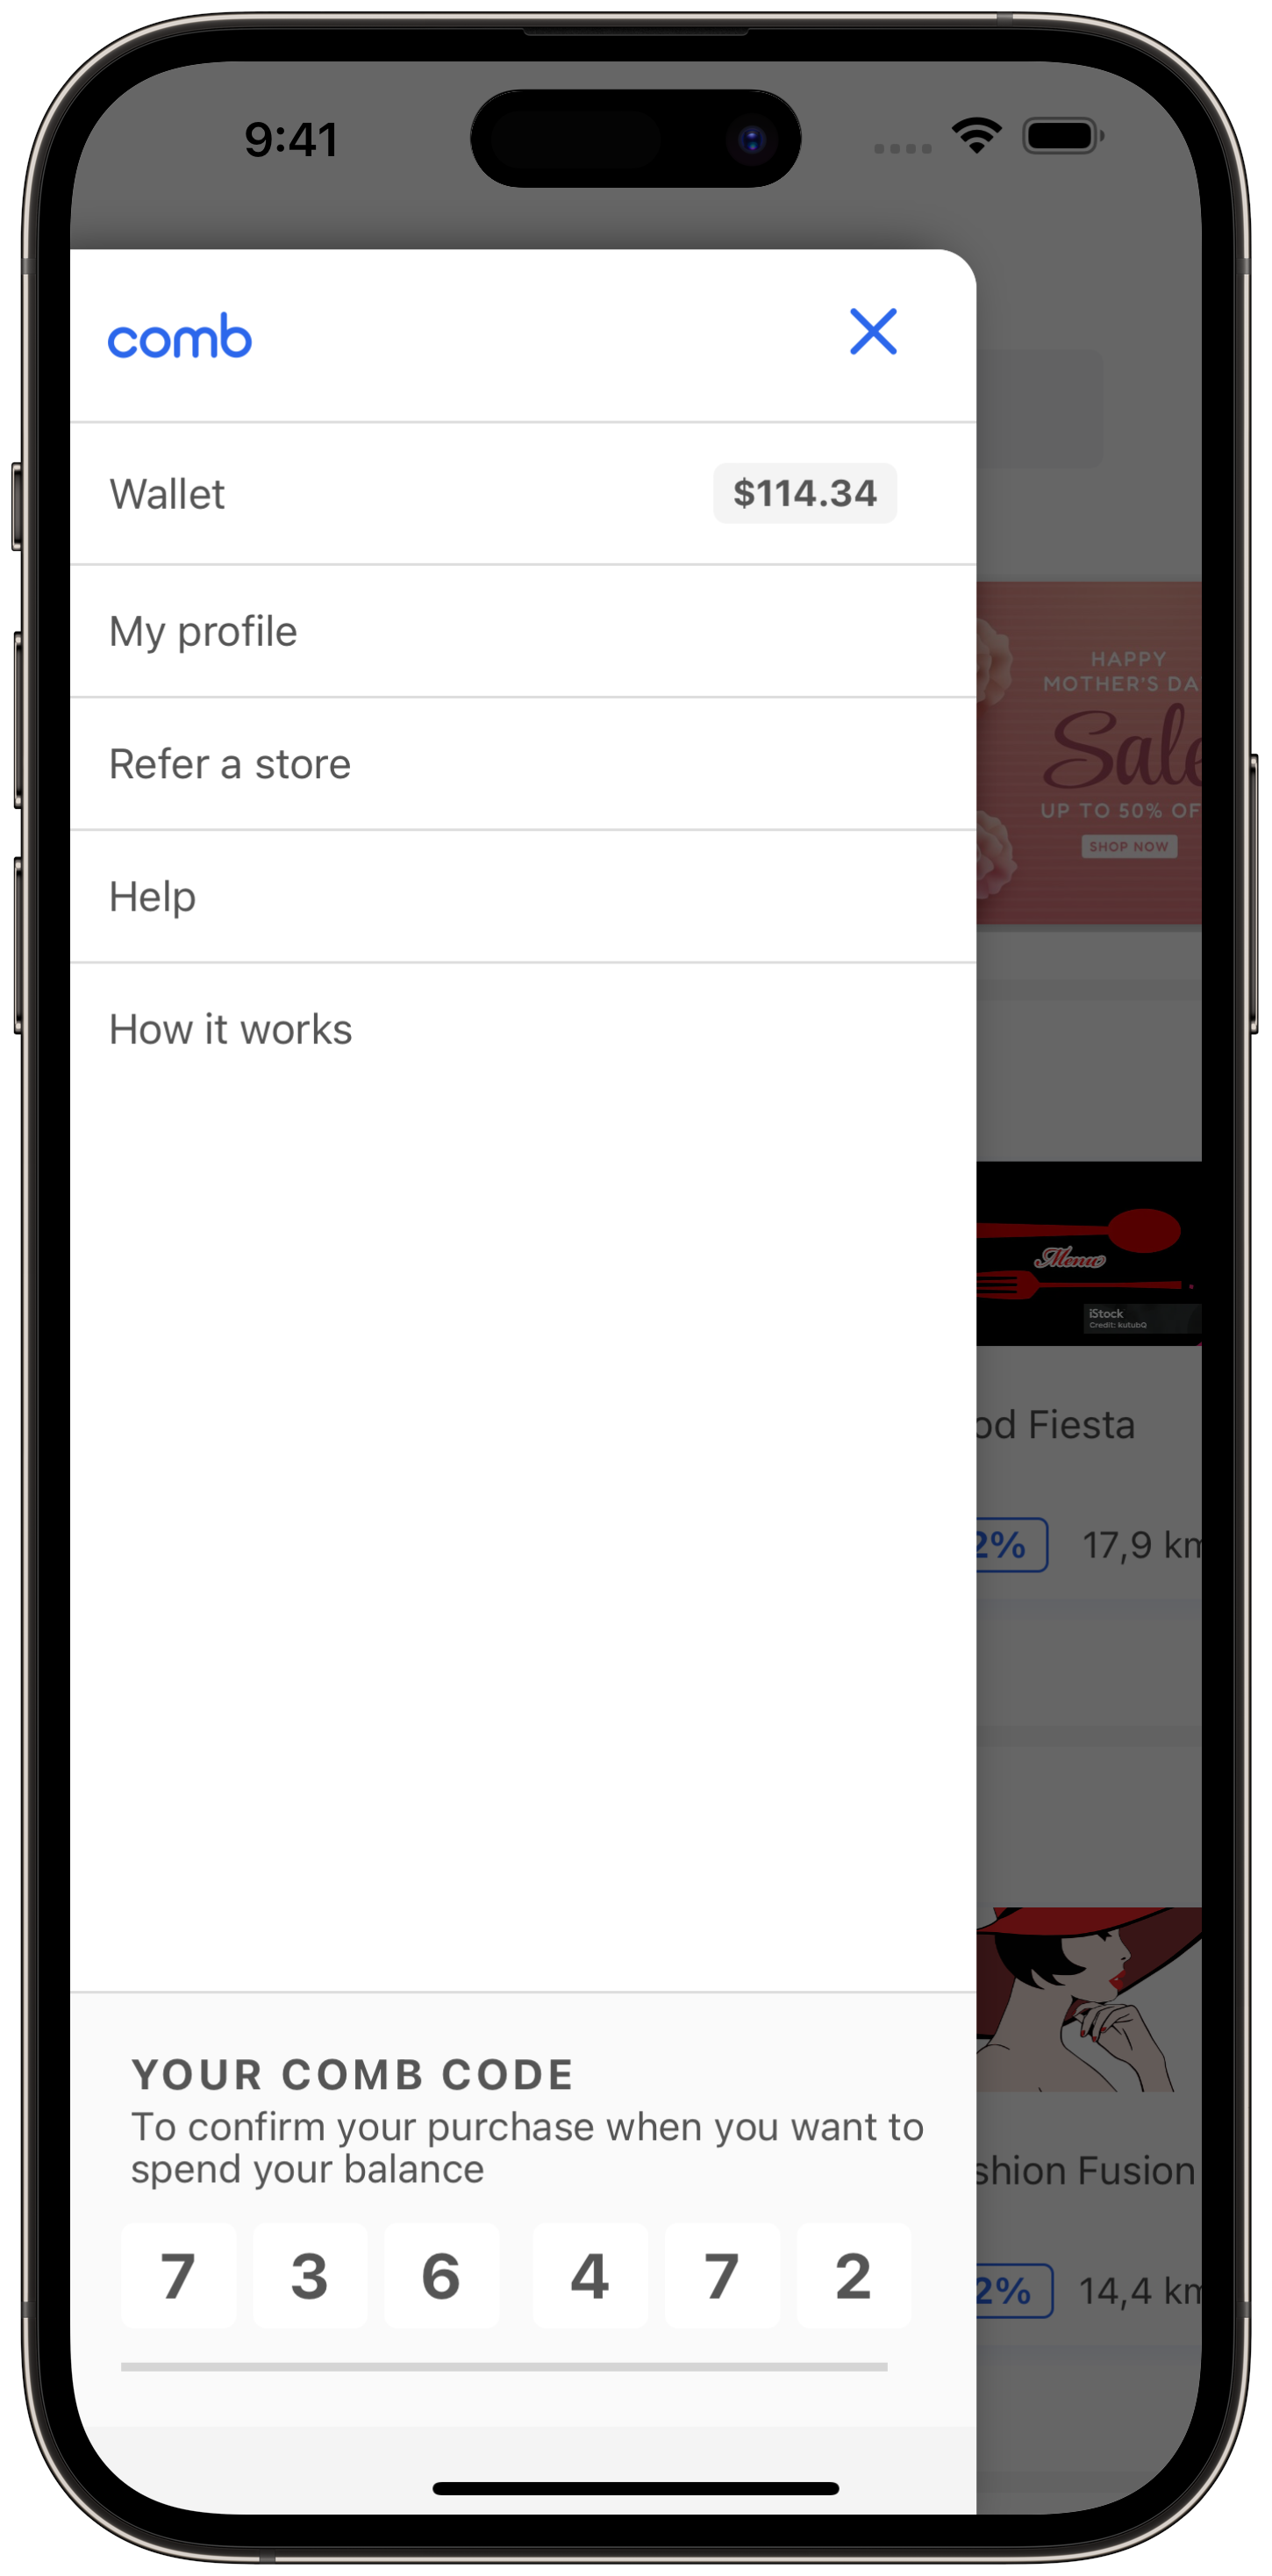 9:41
comb
Wallet
$114.34
My profile
Refer a store
Help
How it works
YOUR COMB CODE
To confirm your purchase when you want to
spend your balance
7 3 6 4 7 2
HAPPY
MOTHER'S DA
Sale
UP TO 50% OF
SHOP NOW
Menu
iStock
Credit: kutubQ
od Fiesta
2% 17,9 km
shion Fusion
2% 14,4 km